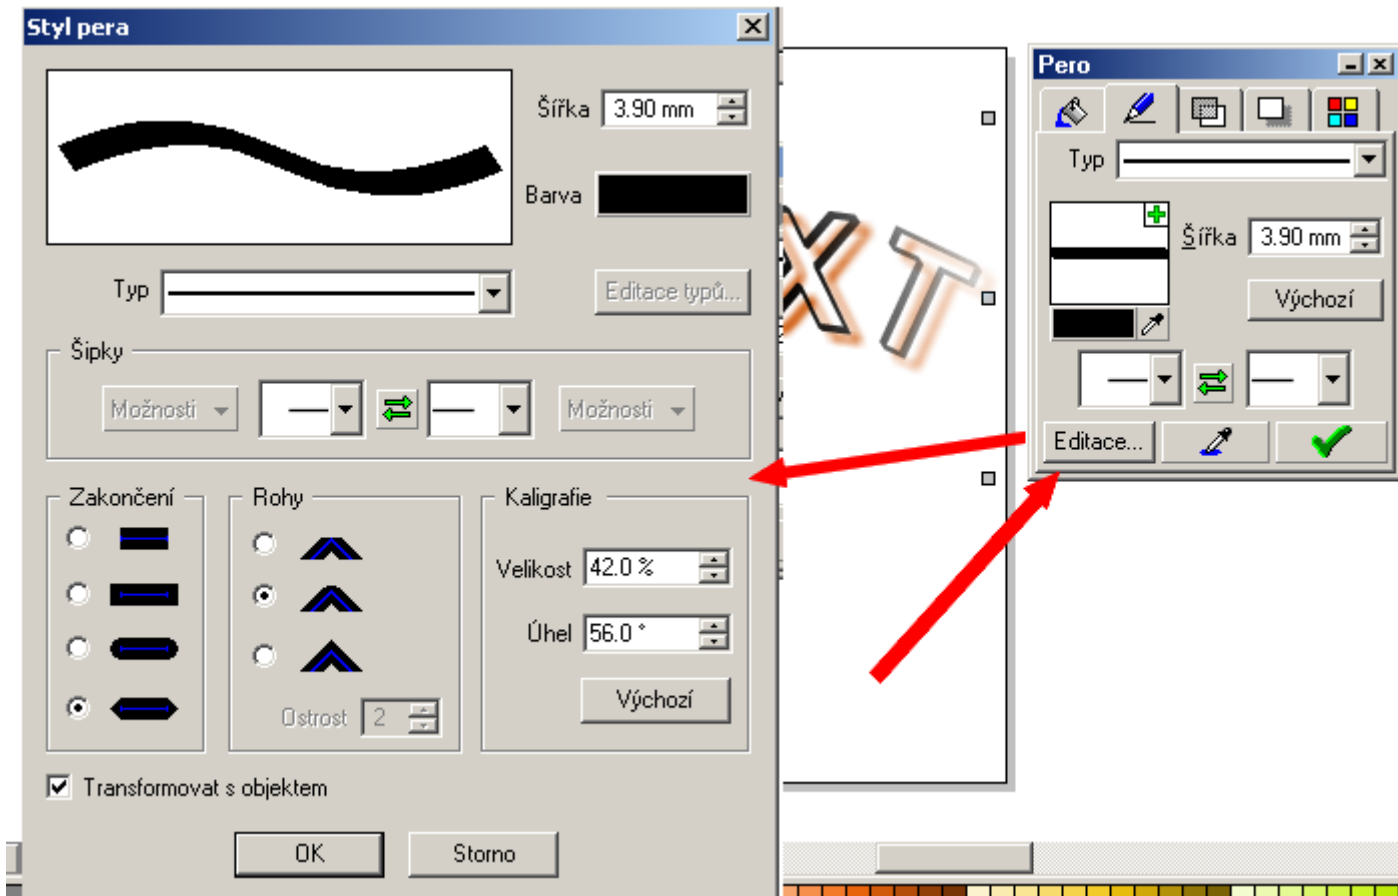 Styl pera
Šířka 3.90 mm
Barva
Typ
Editace typů...
Šipky
Možnosti
Možnosti
Zakončení
Rohy
Ostrost 2
Kaligrafie
Velikost 42.0 %
Úhel 56.0 °
Výchozí
Transformovat s objektem
OK
Storno
XT
Pero
Typ
Šířka 3.90 mm
Výchozí
Editace...